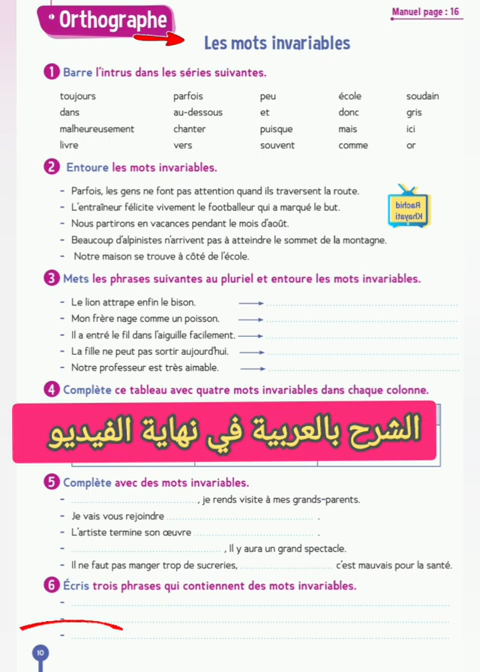 Orthographe
Manuel page : 16
Les mots invariables
1 Barre l'intrus dans les séries suivantes.
toujours parfois peu école soudain
dans au-dessous et donc gris
malheureusement chanter puisque mais ici
livre vers souvent comme or
2 Entoure les mots invariables.
- Parfois, les gens ne font pas attention quand ils traversent la route.
- L'entraîneur félicite vivement le footballeur qui a marqué le but.
- Nous partirons en vacances pendant le mois d'août.
- Beaucoup d'alpinistes n'arrivent pas à atteindre le sommet de la montagne.
- Notre maison se trouve à côté de l'école.
Rachid
Khayati
3 Mets les phrases suivantes au pluriel et entoure les mots invariables.
- Le lion attrape enfin le bison.
- Mon frère nage comme un poisson.
- Il a entré le fil dans l'aiguille facilement.
- La fille ne peut pas sortir aujourd'hui.
- Notre professeur est très aimable.
4 Complète ce tableau avec quatre mots invariables dans chaque colonne.
الشرح بالعربية في نهاية الفيديو
5 Complète avec des mots invariables.
- , je rends visite à mes grands-parents.
- Je vais vous rejoindre .
- L'artiste termine son œuvre .
- , Il y aura un grand spectacle.
- Il ne faut pas manger trop de sucreries, c'est mauvais pour la santé.
6 Écris trois phrases qui contiennent des mots invariables.
-
-
-
10